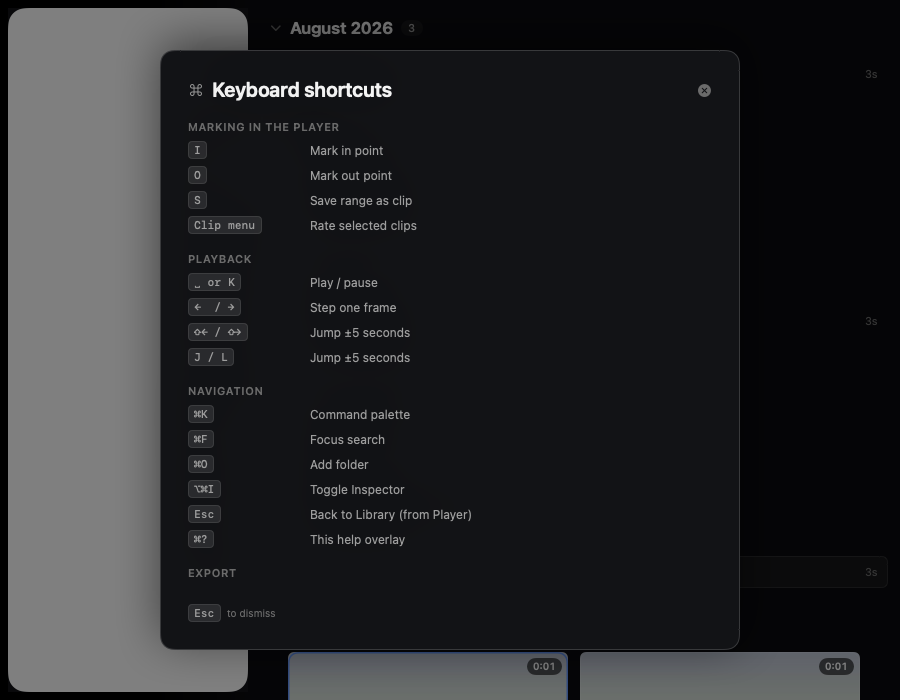 August 2026 3
3s
⌘ Keyboard shortcuts
MARKING IN THE PLAYER
I Mark in point
O Mark out point
S Save range as clip
Clip menu Rate selected clips
PLAYBACK
␣ or K Play / pause
← / → Step one frame
⇧← / ⇧→ Jump ±5 seconds
J / L Jump ±5 seconds
3s
NAVIGATION
⌘K Command palette
⌘F Focus search
⌘O Add folder
⌥⌘I Toggle Inspector
Esc Back to Library (from Player)
⌘? This help overlay
EXPORT
3s
Esc to dismiss
0:01 0:01